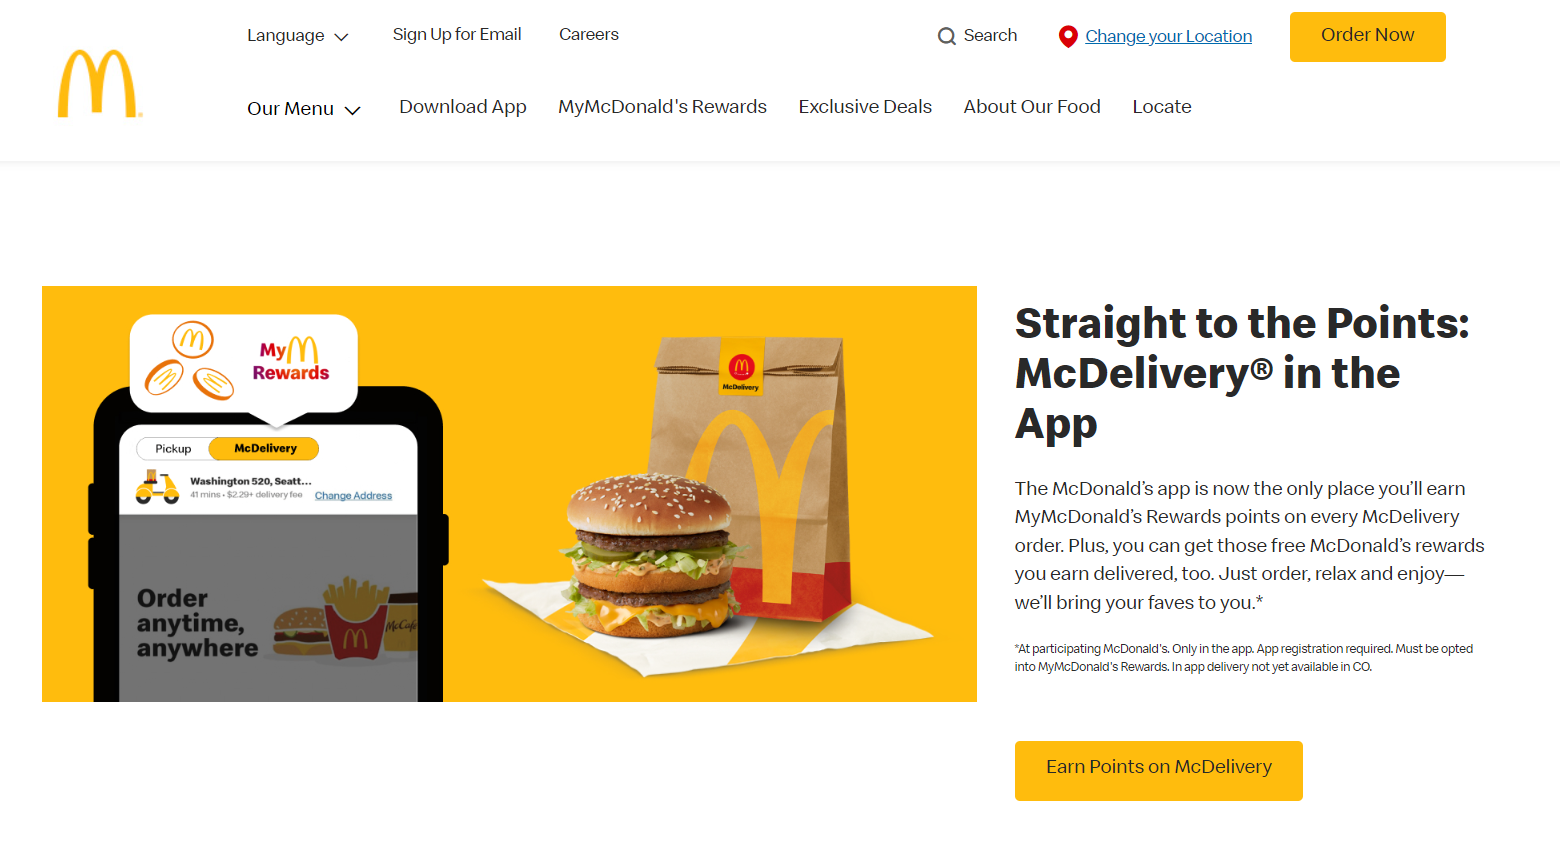 Language
Sign Up for Email
Careers
Search
Change your Location
Order Now
Our Menu
Download App
MyMcDonald's Rewards
Exclusive Deals
About Our Food
Locate
My
Rewards
Pickup
McDelivery
Washington 520, Seatt...
41 mins • $2.29+ delivery fee
Change Address
Order
anytime,
anywhere
McCafé
McDelivery
Straight to the Points:
McDelivery® in the
App
The McDonald’s app is now the only place you’ll earn
MyMcDonald’s Rewards points on every McDelivery
order. Plus, you can get those free McDonald’s rewards
you earn delivered, too. Just order, relax and enjoy—
we’ll bring your faves to you.*
*At participating McDonald's. Only in the app. App registration required. Must be opted
into MyMcDonald's Rewards. In app delivery not yet available in CO.
Earn Points on McDelivery